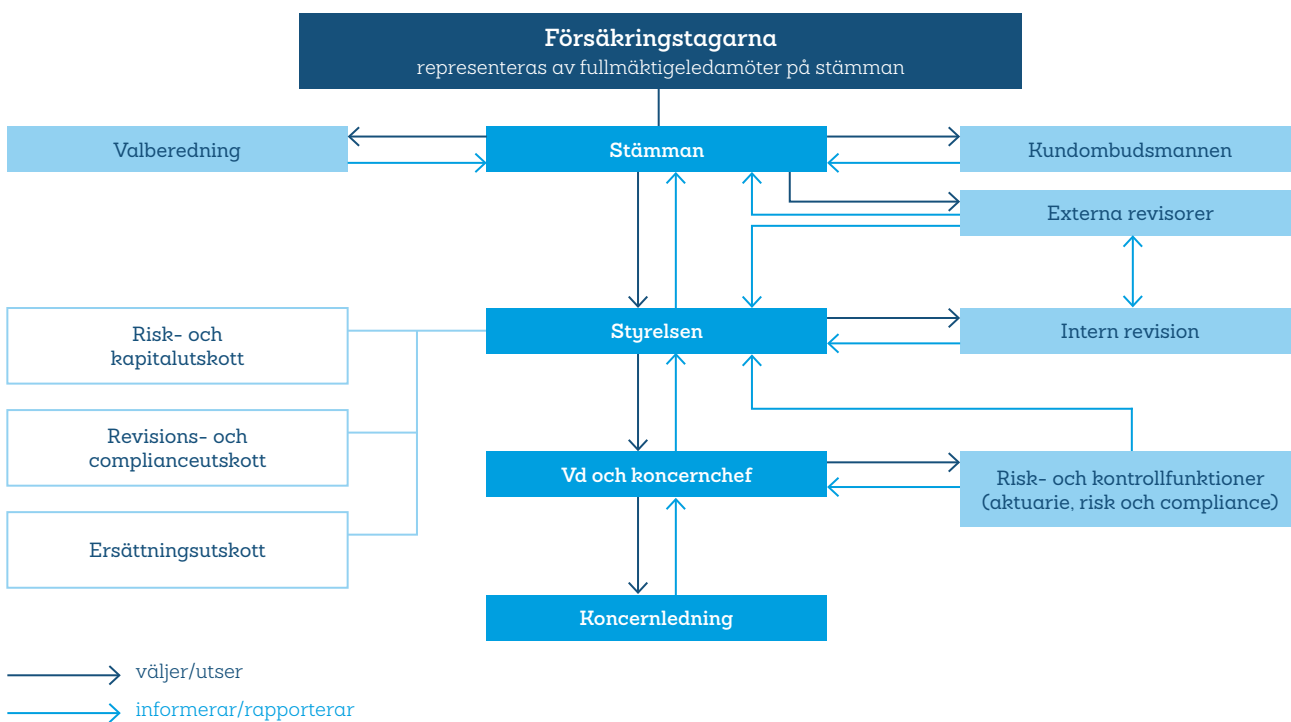 Försäkringstagarna
representeras av fullmäktigeledamöter på stämman
Valberedning
Stämman
Kundombudsmannen
Externa revisorer
Risk- och
kapitalutskott
Styrelsen
Intern revision
Revisions- och
complianceutskott
Vd och koncernchef
Risk- och kontrollfunktioner
(aktuarie, risk och compliance)
Ersättningsutskott
Koncernledning
väljer/utser
informerar/rapporterar